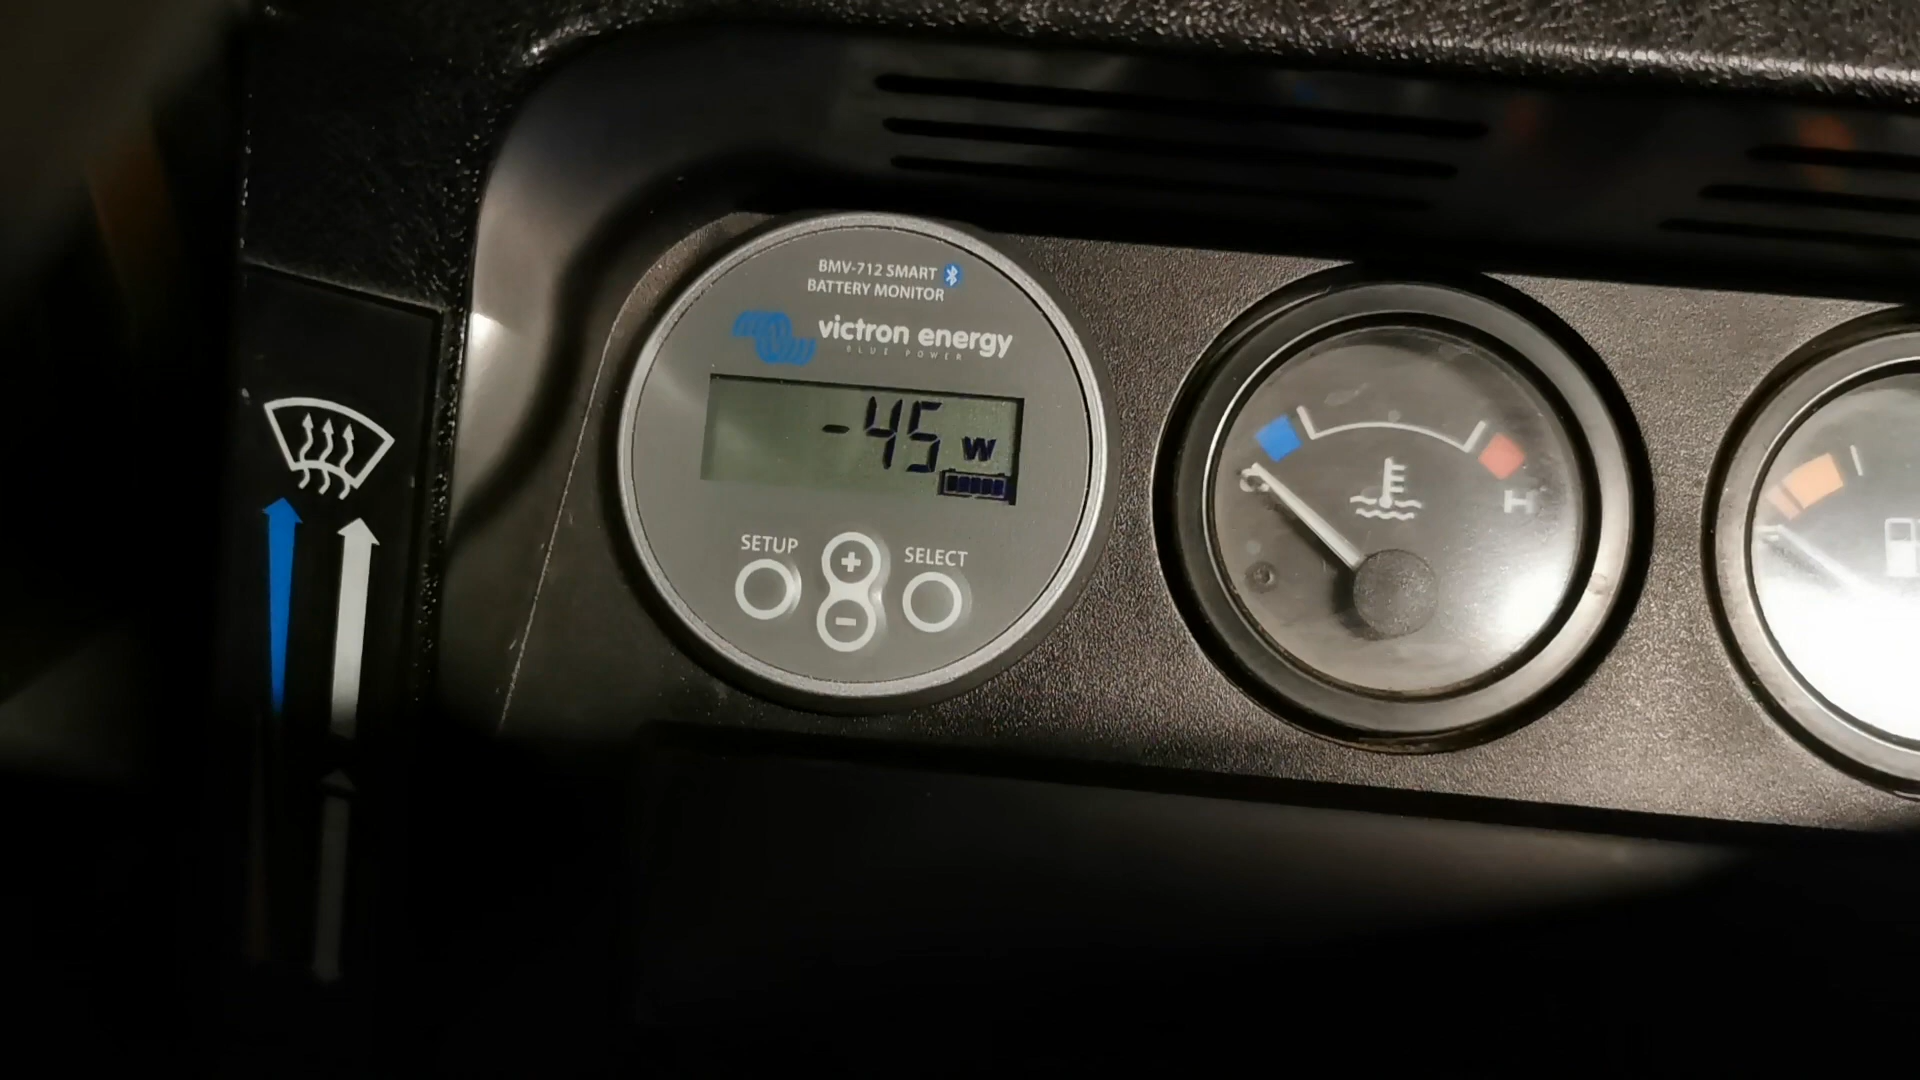 BMV-712 SMART
BATTERY MONITOR
victron energy
BLUE POWER
-45 W
SETUP
+
SELECT
-
C
H